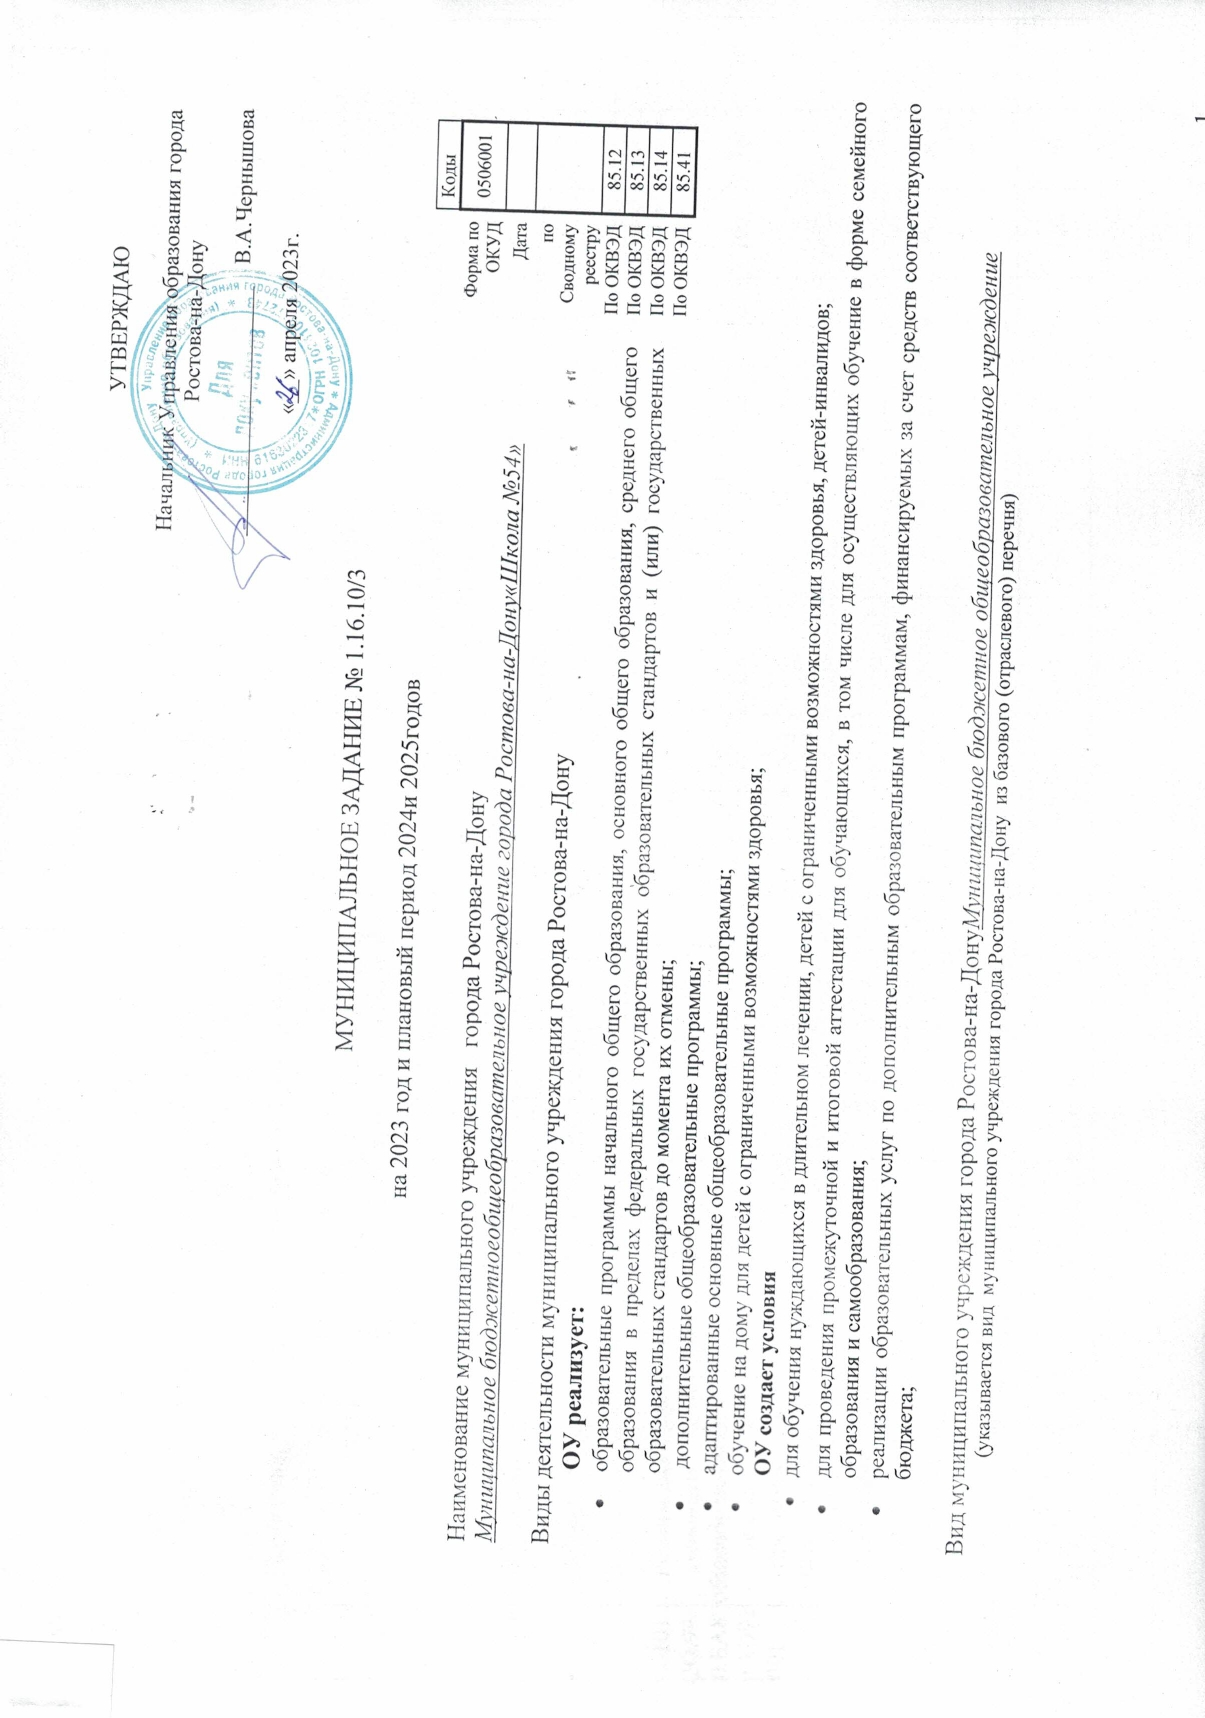 УТВЕРЖДАЮ
Начальник Управления образования города
Ростова-на-Дону
В.А.Чернышова
«26» апреля 2023г.
Для
МУНИЦИПАЛЬНОЕ ЗАДАНИЕ № 1.16.10/3
на 2023 год и плановый период 2024и 2025годов
Коды
Форма по ОКУД 0506001
Дата
по Сводному реестру
По ОКВЭД 85.12
По ОКВЭД 85.13
По ОКВЭД 85.14
По ОКВЭД 85.41
Наименование муниципального учреждения города Ростова-на-Дону
Муниципальное бюджетноеобщеобразовательное учреждение города Ростова-на-Дону«Школа №54»
Виды деятельности муниципального учреждения города Ростова-на-Дону
ОУ реализует:
• образовательные программы начального общего образования, основного общего образования, среднего общего
образования в пределах федеральных государственных образовательных стандартов и (или) государственных
образовательных стандартов до момента их отмены;
• дополнительные общеобразовательные программы;
• адаптированные основные общеобразовательные программы;
• обучение на дому для детей с ограниченными возможностями здоровья;
ОУ создает условия
• для обучения нуждающихся в длительном лечении, детей с ограниченными возможностями здоровья, детей-инвалидов;
• для проведения промежуточной и итоговой аттестации для обучающихся, в том числе для осуществляющих обучение в форме семейного
образования и самообразования;
• реализации образовательных услуг по дополнительным образовательным программам, финансируемых за счет средств соответствующего
бюджета;
Вид муниципального учреждения города Ростова-на-ДонуМуниципальное бюджетное общеобразовательное учреждение
(указывается вид муниципального учреждения города Ростова-на-Дону из базового (отраслевого) перечня)
1